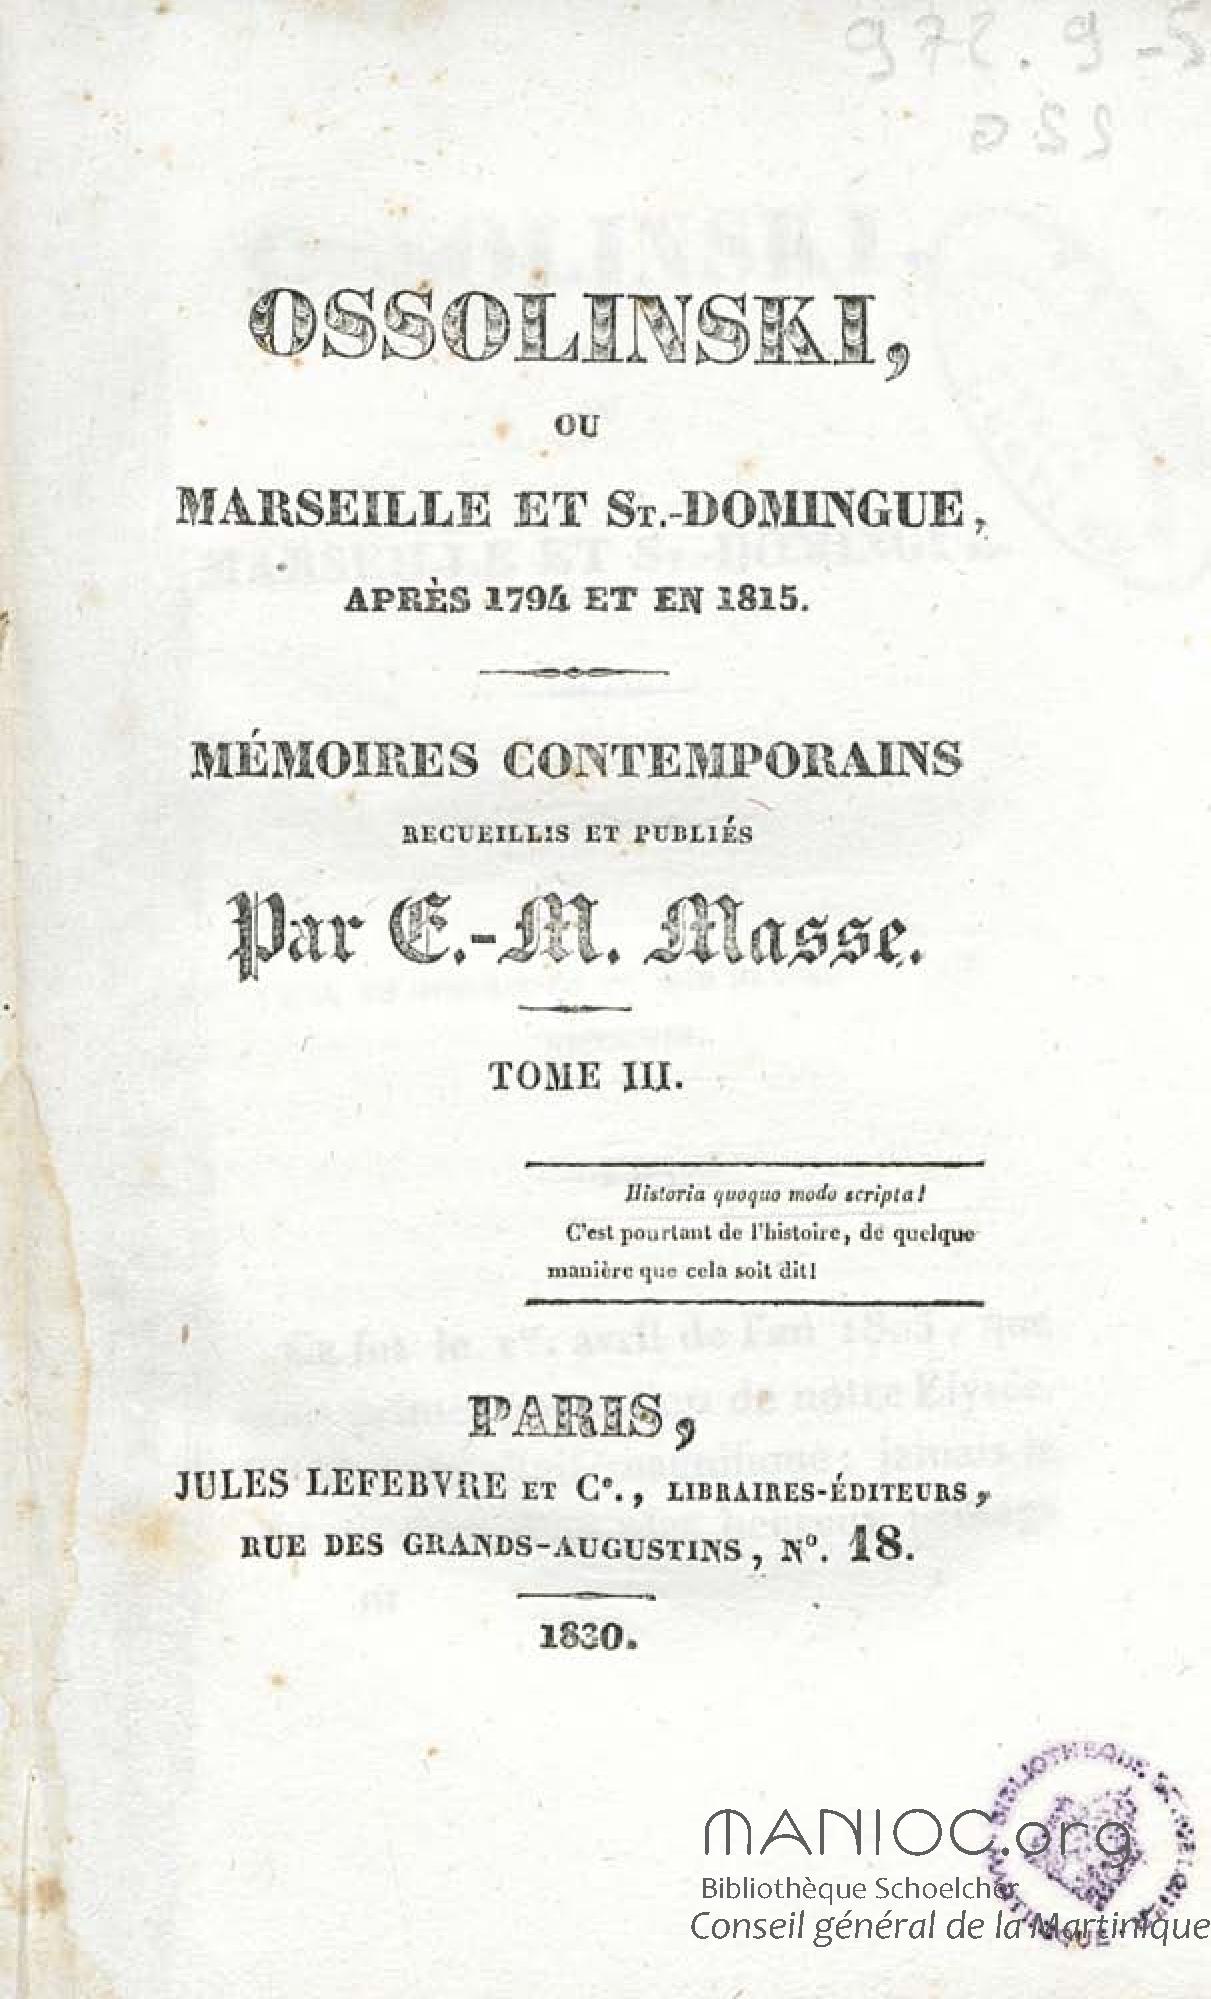 OSSOLINSKI,
OU
MARSEILLE ET ST.-DOMINGUE,
APRÈS 1794 ET EN 1815.
MÉMOIRES CONTEMPORAINS
RECUEILLIS ET PUBLIÉS
Par E.-M. Masse.
TOME III.
Historia quoquo modo scripta!
C'est pourtant de l'histoire, de quelque
manière que cela soit dit!
PARIS,
JULES LEFEBVRE ET Ce., LIBRAIRES-ÉDITEURS,
RUE DES GRANDS-AUGUSTINS, No. 18.
1830.
MANIOC.org
Bibliothèque Schoelcher
Conseil général de la Martinique